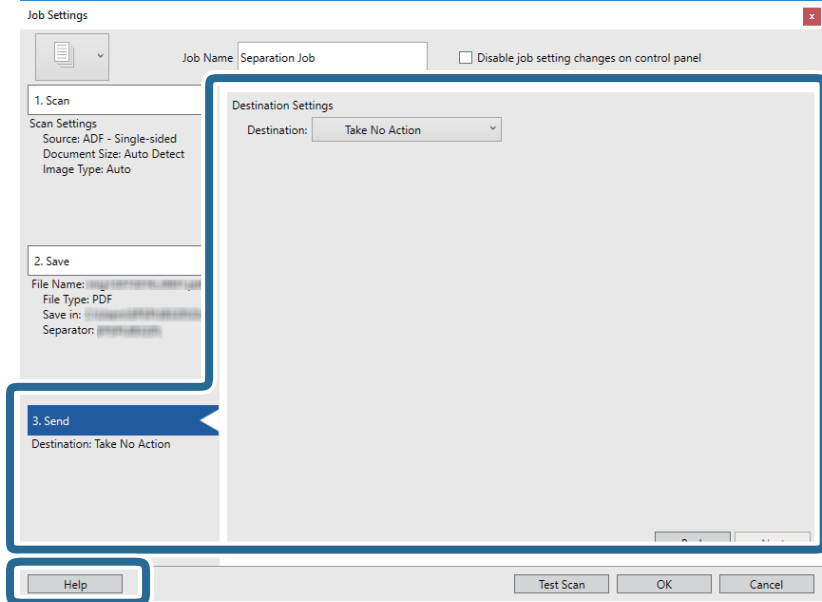 Job Settings
x
Job Name Separation Job
Disable job setting changes on control panel
1. Scan
Scan Settings
Source: ADF - Single-sided
Document Size: Auto Detect
Image Type: Auto
2. Save
File Name:
File Type: PDF
Save in:
Separator:
3. Send
Destination: Take No Action
Destination Settings
Destination: Take No Action
Help
Test Scan
OK
Cancel